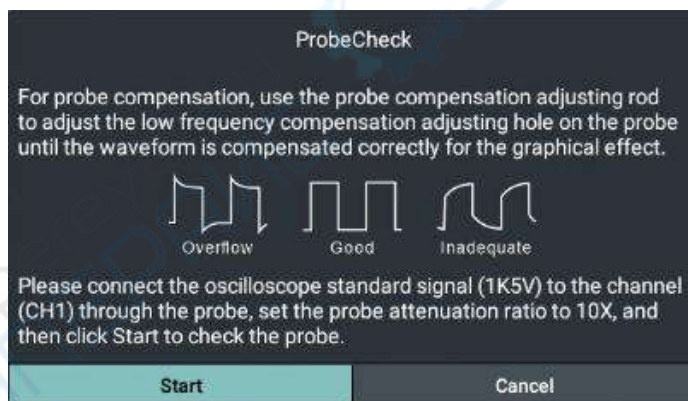 ProbeCheck
For probe compensation, use the probe compensation adjusting rod
to adjust the low frequency compensation adjusting hole on the probe
until the waveform is compensated correctly for the graphical effect.
Overflow Good Inadequate
Please connect the oscilloscope standard signal (1K5V) to the channel
(CH1) through the probe, set the probe attenuation ratio to 10X, and
then click Start to check the probe.
Start Cancel